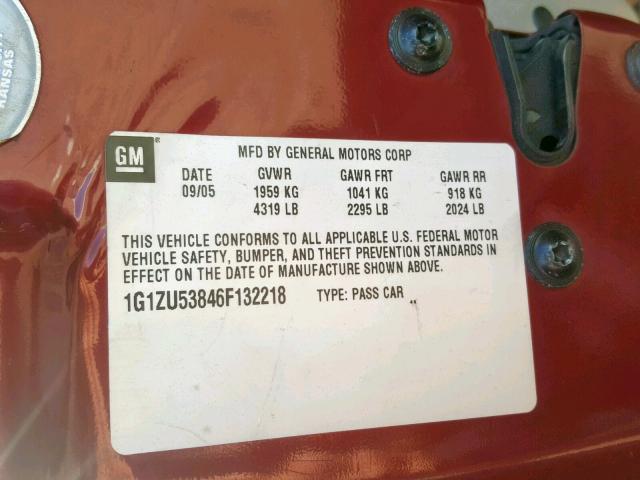 KANSAS
GM
MFD BY GENERAL MOTORS CORP
DATE GVWR GAWR FRT GAWR RR
09/05 1959 KG 1041 KG 918 KG
4319 LB 2295 LB 2024 LB
THIS VEHICLE CONFORMS TO ALL APPLICABLE U.S. FEDERAL MOTOR
VEHICLE SAFETY, BUMPER, AND THEFT PREVENTION STANDARDS IN
EFFECT ON THE DATE OF MANUFACTURE SHOWN ABOVE.
1G1ZU53846F132218 TYPE: PASS CAR